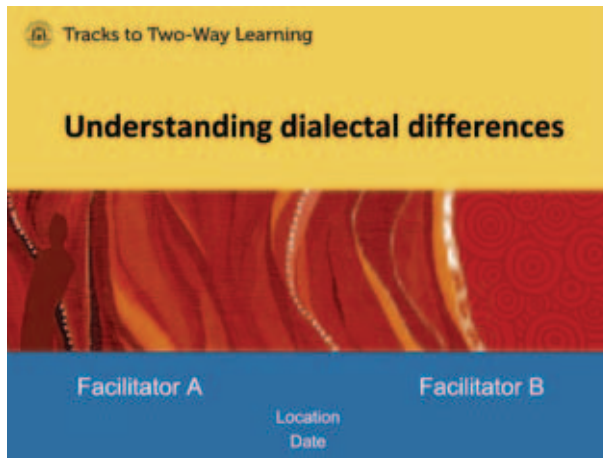 Tracks to Two-Way Learning
Understanding dialectal differences
Facilitator A Facilitator B
Location
Date